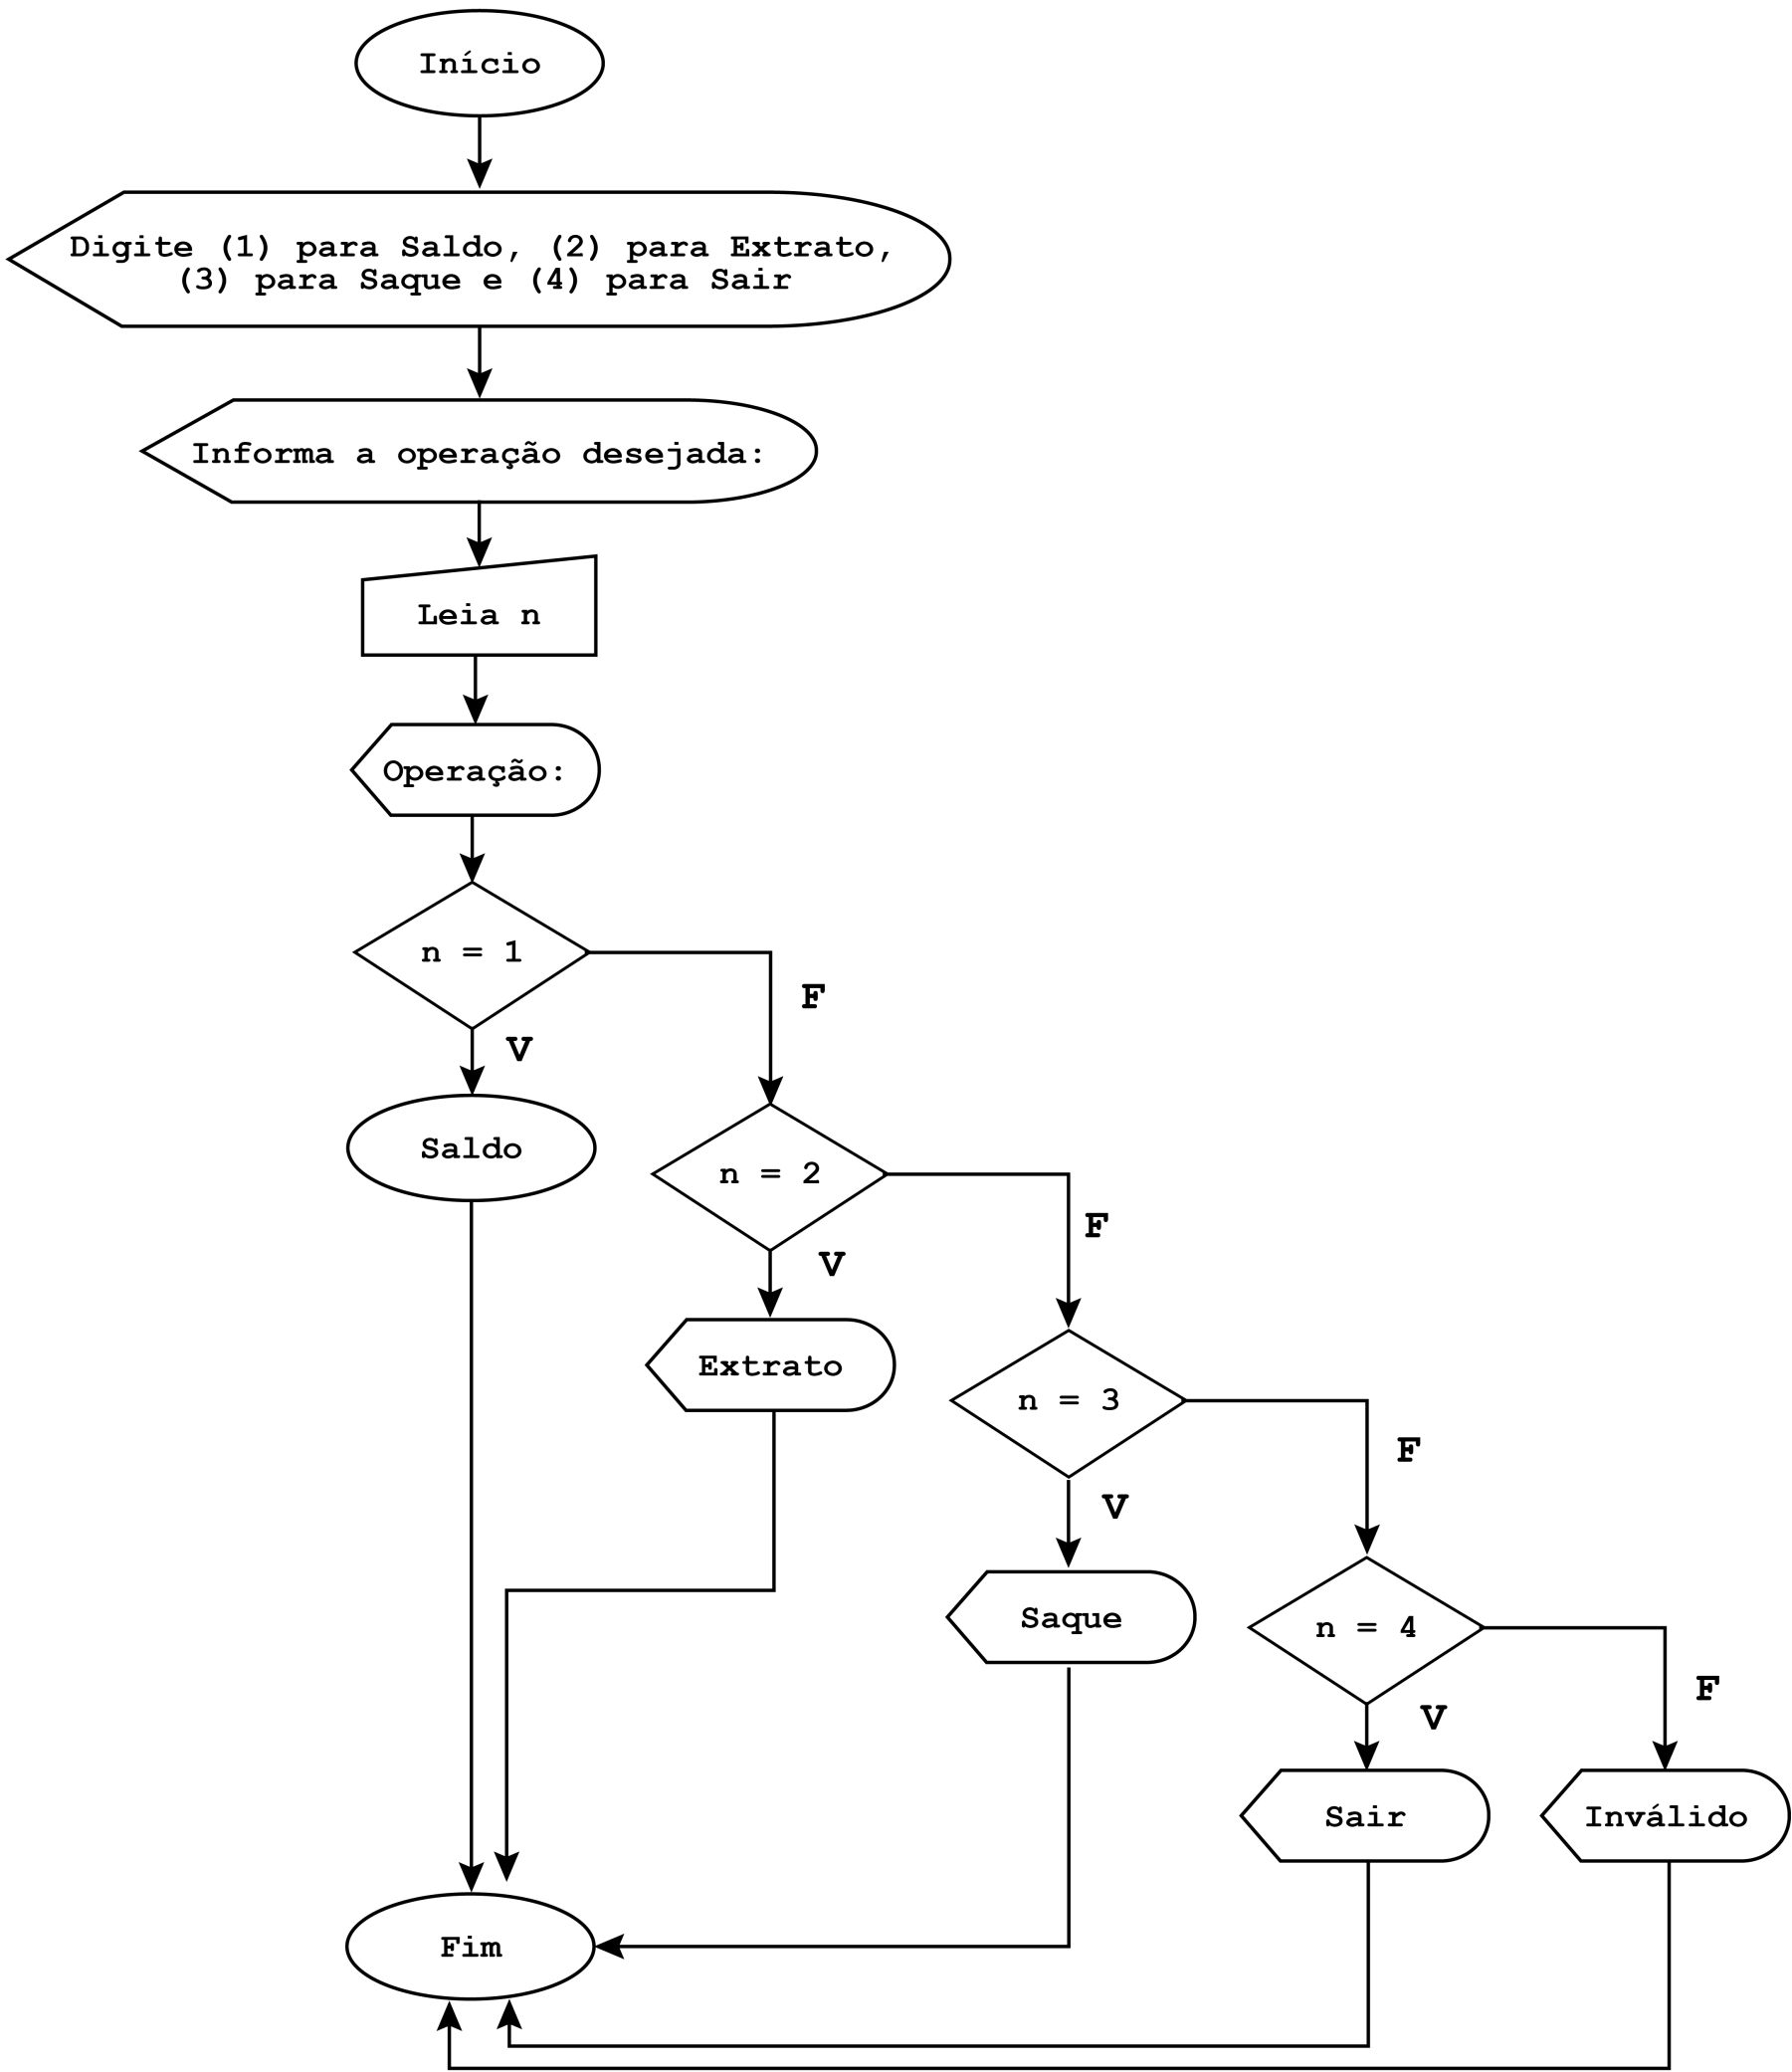 Início
Digite (1) para Saldo, (2) para Extrato,
(3) para Saque e (4) para Sair
Informa a operação desejada:
Leia n
Operação:
n = 1
F
V
Saldo
n = 2
F
V
Extrato
n = 3
F
V
Saque
n = 4
F
V
Sair
Inválido
Fim